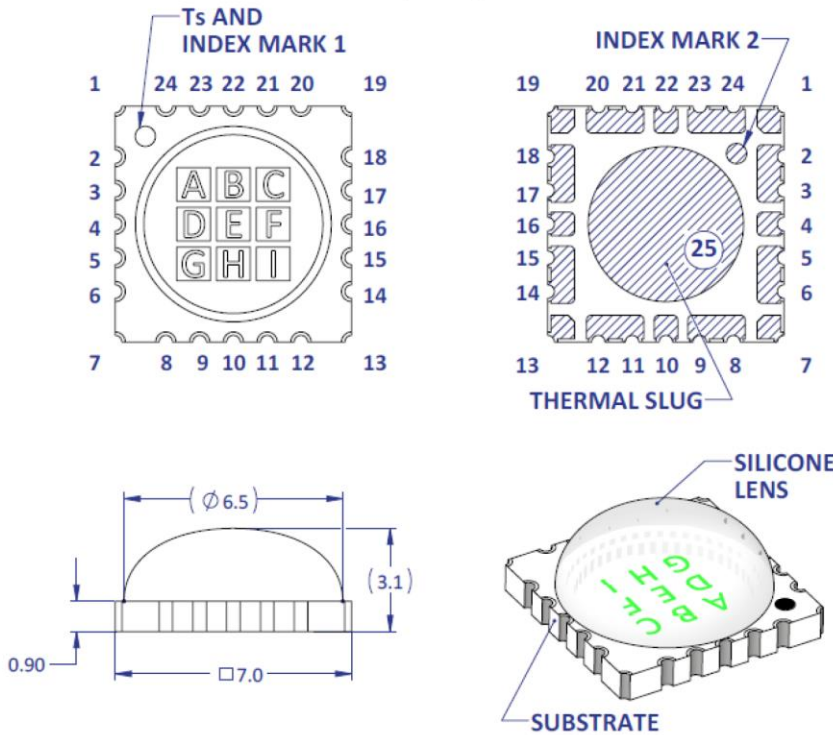 Ts AND
INDEX MARK 1
1 24 23 22 21 20 19
2 18
3 17
4 16
5 15
6 14
7 8 9 10 11 12 13
A B C
D E F
G H I
INDEX MARK 2
19 20 21 22 23 24 1
18 2
17 3
16 4
15 5
14 6
13 12 11 10 9 8 7
25
THERMAL SLUG
(⌀6.5)
(3.1)
0.90
□7.0
SILICONE
LENS
A D G
B E H
C F I
SUBSTRATE